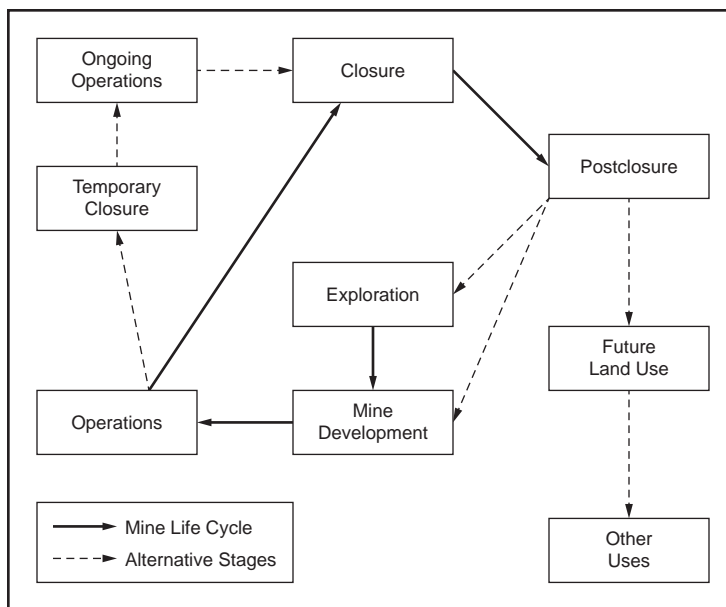 Ongoing
Operations
Closure
Temporary
Closure
Postclosure
Exploration
Future
Land Use
Operations
Mine
Development
Mine Life Cycle
Alternative Stages
Other
Uses